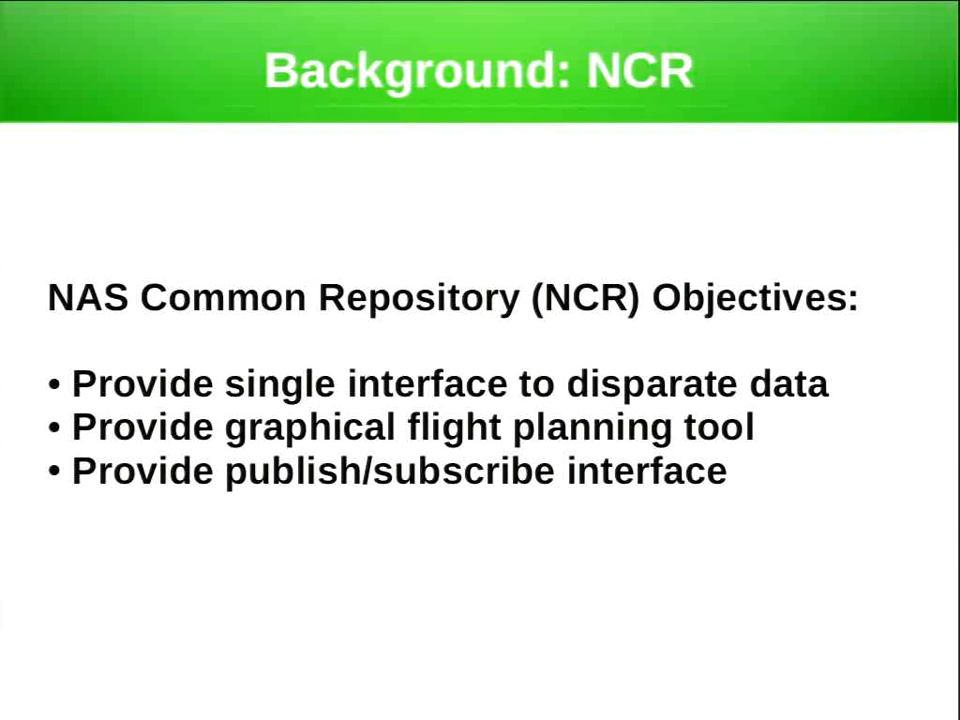 Background: NCR
NAS Common Repository (NCR) Objectives:
• Provide single interface to disparate data
• Provide graphical flight planning tool
• Provide publish/subscribe interface